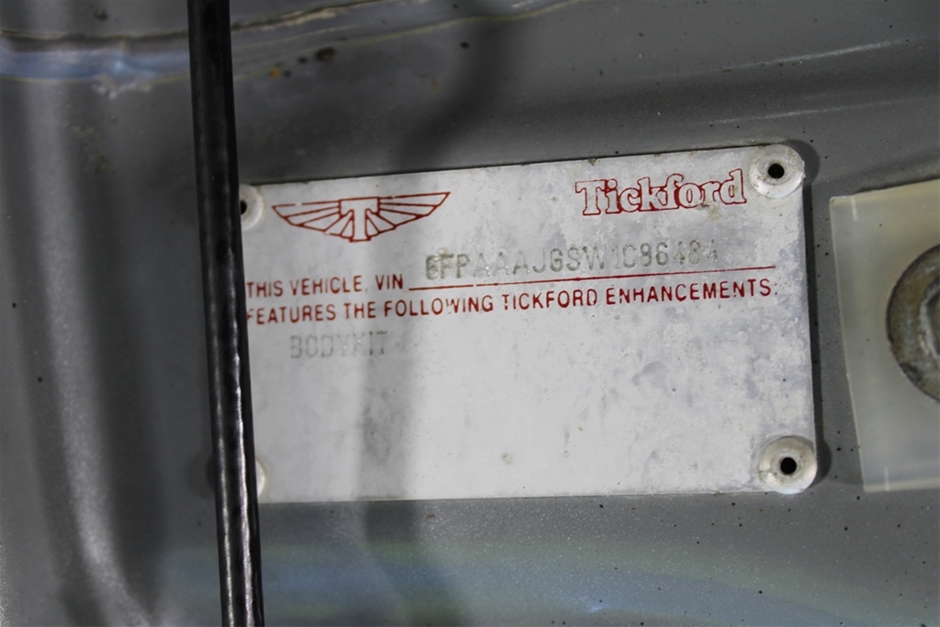 Tickford
THIS VEHICLE, VIN 6FPAAAJGSW1C96484
FEATURES THE FOLLOWING TICKFORD ENHANCEMENTS:
BODYKIT